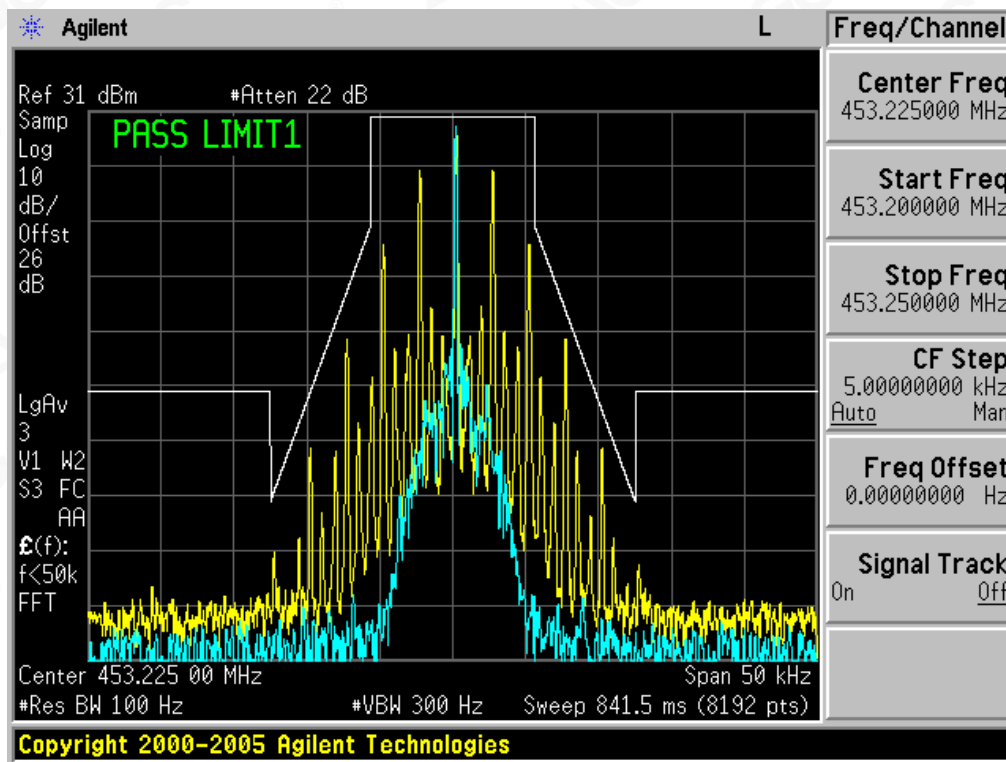 Agilent
L
Freq/Channel
Ref 31 dBm #Atten 22 dB
Samp
Log
10
dB/
Offst
26
dB
PASS LIMIT1
LgAv
3
V1 W2
S3 FC
AA
£(f):
f<50k
FFT
Center 453.225 00 MHz Span 50 kHz
#Res BW 100 Hz #VBW 300 Hz Sweep 841.5 ms (8192 pts)
Copyright 2000-2005 Agilent Technologies
Center Freq
453.225000 MHz
Start Freq
453.200000 MHz
Stop Freq
453.250000 MHz
CF Step
5.00000000 kHz
Auto Man
Freq Offset
0.00000000 Hz
Signal Track
On Off